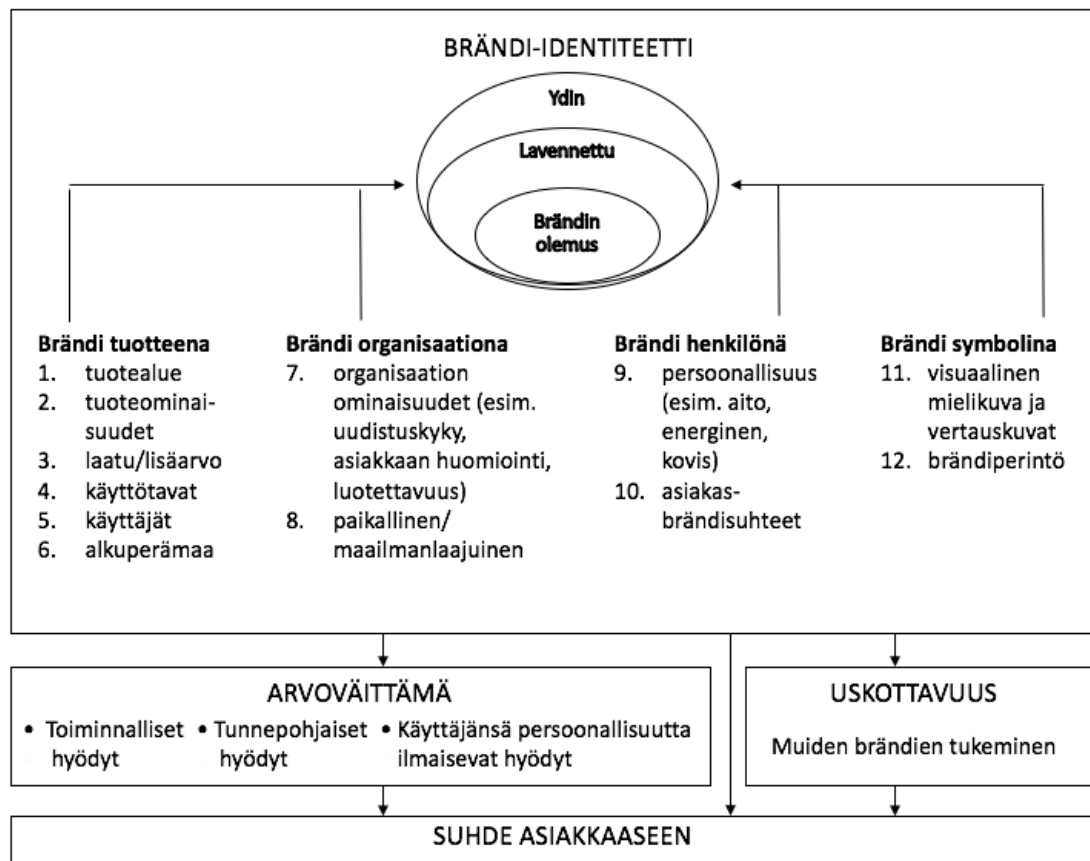 BRÄNDI-IDENTITEETTI
Ydin
Lavennettu
Brändin
olemus
Brändi tuotteena
1. tuotealue
2. tuoteominai-
suudet
3. laatu/lisäarvo
4. käyttötavat
5. käyttäjät
6. alkuperämaa
Brändi organisaationa
7. organisaation
ominaisuudet (esim.
uudistuskyky,
asiakkaan huomiointi,
luotettavuus)
8. paikallinen/
maailmanlaajuinen
Brändi henkilönä
9. persoonallisuus
(esim. aito,
energinen,
kovis)
10. asiakas-
brändisuhteet
Brändi symbolina
11. visuaalinen
mielikuva ja
vertauskuvat
12. brändiperintö
ARVOVÄITTÄMÄ
• Toiminnalliset
hyödyt
• Tunnepohjaiset
hyödyt
• Käyttäjänsä persoonallisuutta
ilmaisevat hyödyt
USKOTTAVUUS
Muiden brändien tukeminen
SUHDE ASIAKKAASEEN